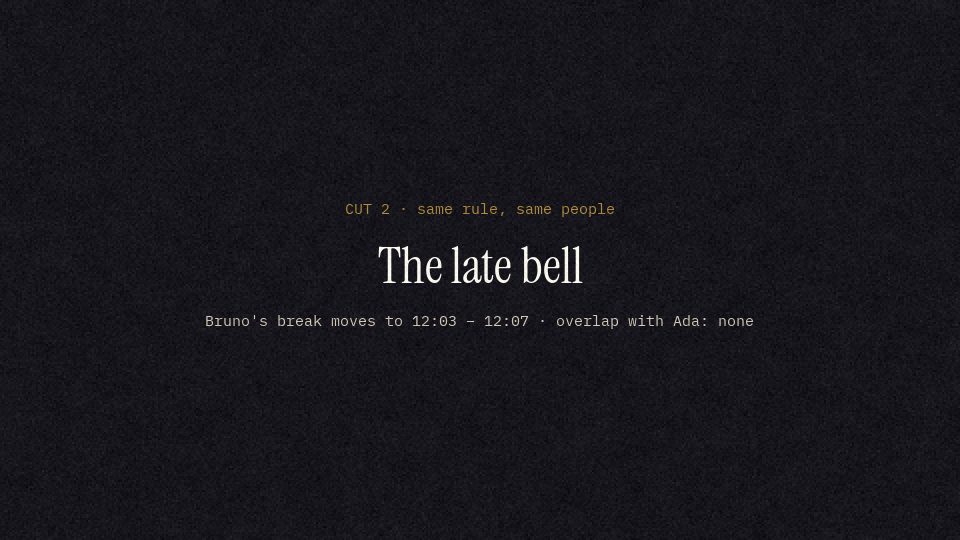 CUT 2 · same rule, same people
The late bell
Bruno's break moves to 12:03 – 12:07 · overlap with Ada: none